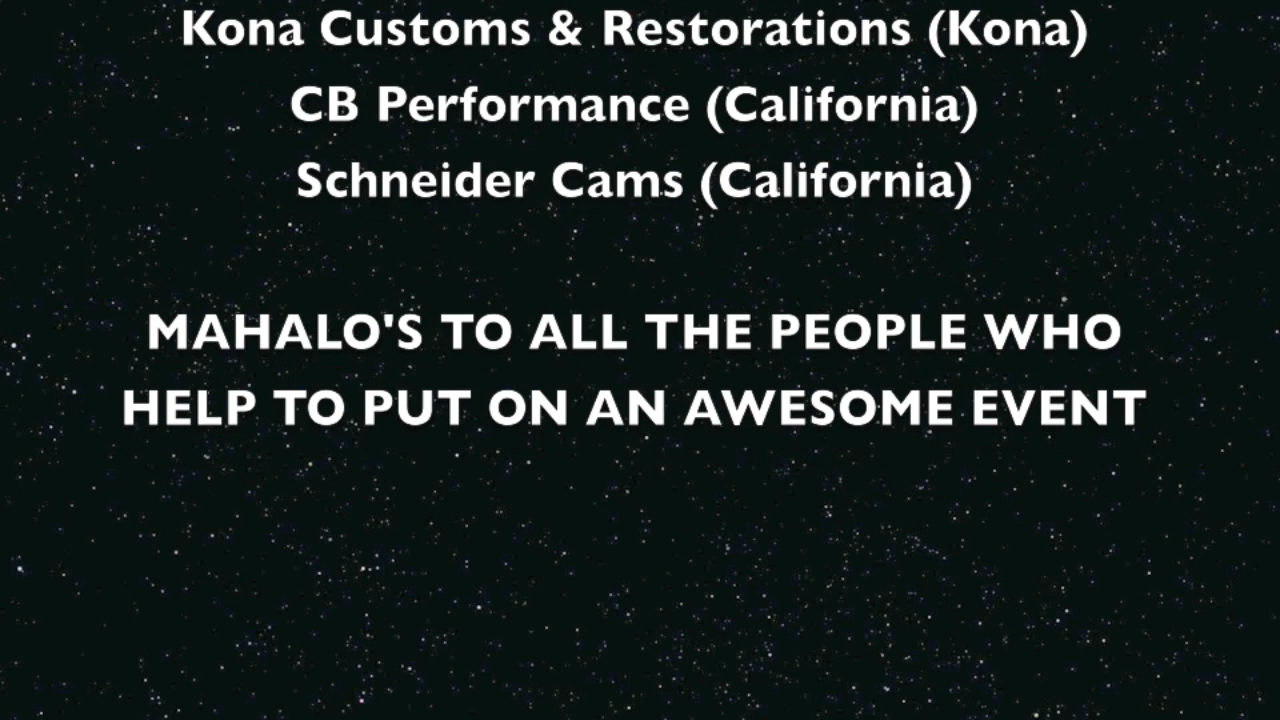 Kona Customs & Restorations (Kona)
CB Performance (California)
Schneider Cams (California)
MAHALO'S TO ALL THE PEOPLE WHO
HELP TO PUT ON AN AWESOME EVENT